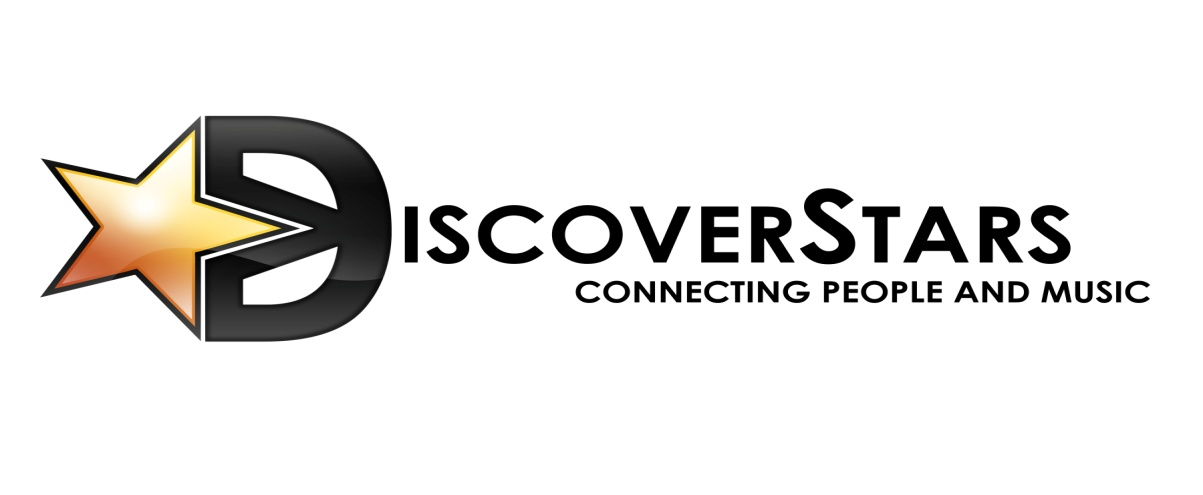 DISCOVERSTARS
CONNECTING PEOPLE AND MUSIC